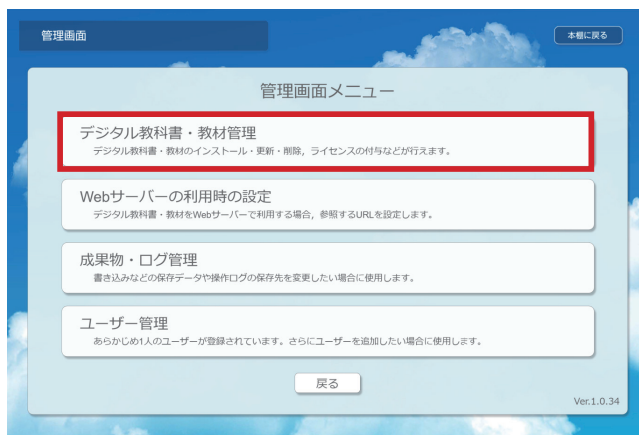 管理画面
本棚に戻る
管理画面メニュー
デジタル教科書・教材管理
デジタル教科書・教材のインストール・更新・削除，ライセンスの付与などが行えます。
Webサーバーの利用時の設定
デジタル教科書・教材をWebサーバーで利用する場合，参照するURLを設定します。
成果物・ログ管理
書き込みなどの保存データや操作ログの保存先を変更したい場合に使用します。
ユーザー管理
あらかじめ1人のユーザーが登録されています。さらにユーザーを追加したい場合に使用します。
戻る
Ver.1.0.34